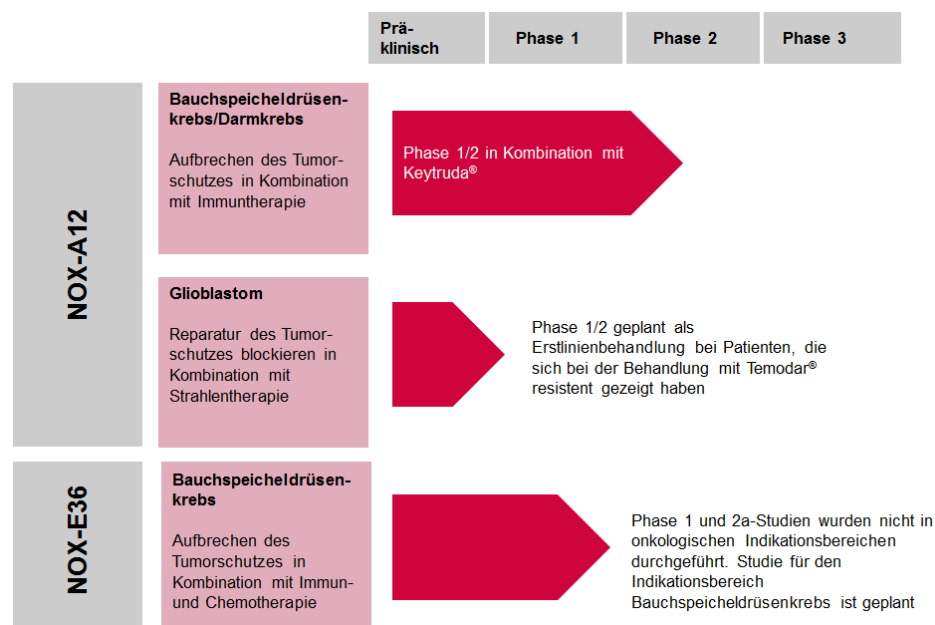 Prä-
klinisch
Phase 1
Phase 2
Phase 3
NOX-A12
Bauchspeicheldrüsen-
krebs/Darmkrebs
Aufbrechen des Tumor-
schutzes in Kombination
mit Immuntherapie
Phase 1/2 in Kombination mit
Keytruda®
Glioblastom
Reparatur des Tumor-
schutzes blockieren in
Kombination mit
Strahlentherapie
Phase 1/2 geplant als
Erstlinienbehandlung bei Patienten, die
sich bei der Behandlung mit Temodar®
resistent gezeigt haben
NOX-E36
Bauchspeicheldrüsen-
krebs
Aufbrechen des
Tumorschutzes in
Kombination mit Immun-
und Chemotherapie
Phase 1 und 2a-Studien wurden nicht in
onkologischen Indikationsbereichen
durchgeführt. Studie für den
Indikationsbereich
Bauchspeicheldrüsenkrebs ist geplant